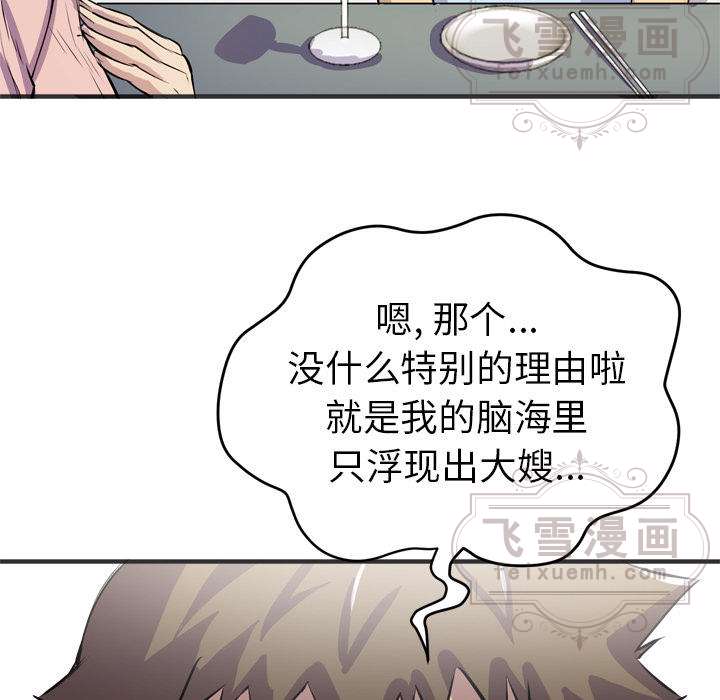 飞雪漫画
feixuemh.com
嗯, 那个...
没什么特别的理由啦
就是我的脑海里
只浮现出大嫂...
飞雪漫画
feixuemh.com